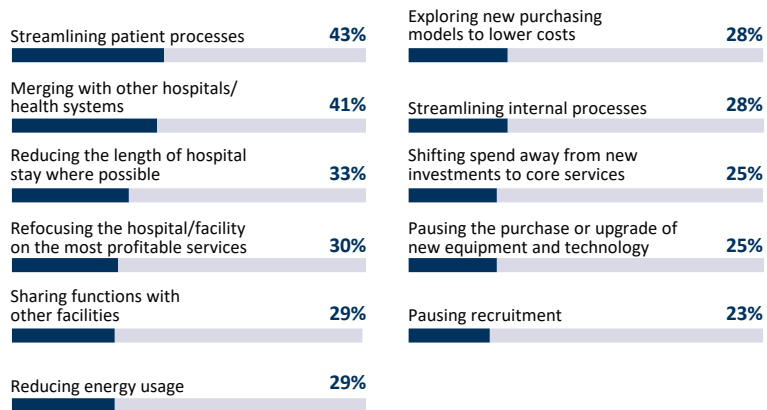 Streamlining patient processes 43%
Merging with other hospitals/
health systems 41%
Reducing the length of hospital
stay where possible 33%
Refocusing the hospital/facility
on the most profitable services 30%
Sharing functions with
other facilities 29%
Reducing energy usage 29%
Exploring new purchasing
models to lower costs 28%
Streamlining internal processes 28%
Shifting spend away from new
investments to core services 25%
Pausing the purchase or upgrade of
new equipment and technology 25%
Pausing recruitment 23%